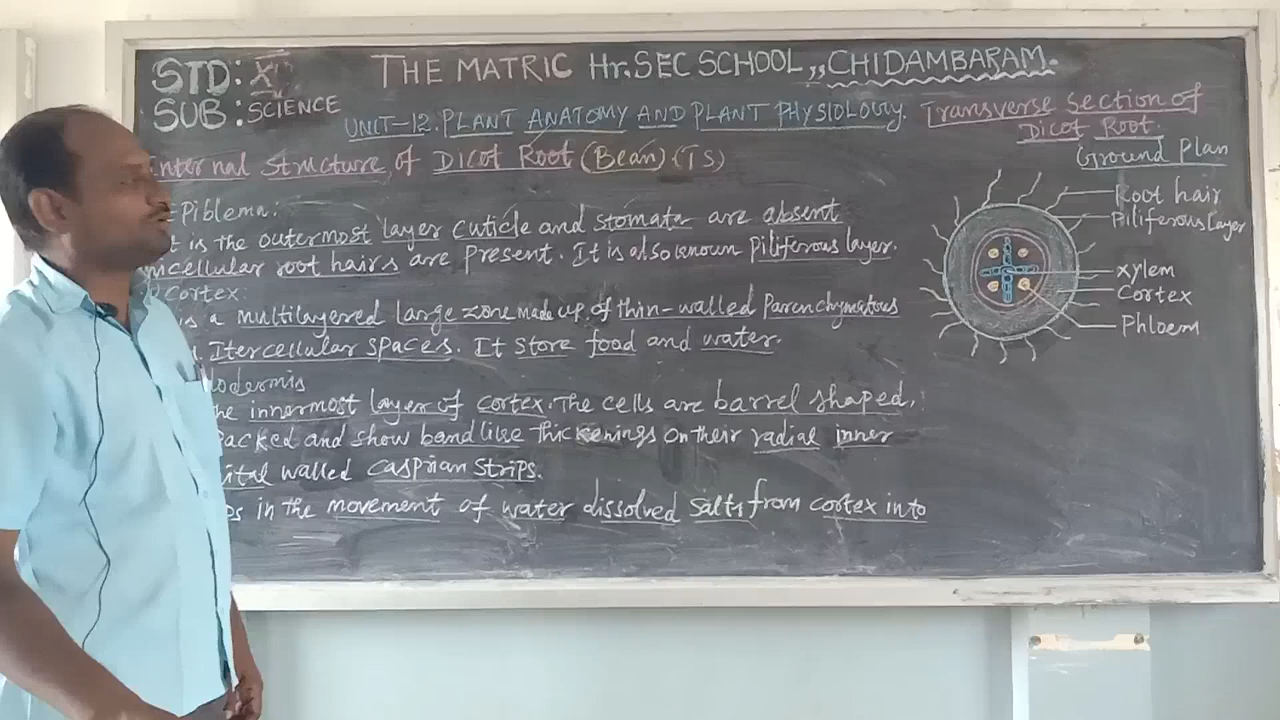 STD: XI
THE MATRIC Hr.SEC SCHOOL,, CHIDAMBARAM.
SUB: SCIENCE
UNIT-12. PLANT ANATOMY AND PLANT PHYSIOLOGY.
Transverse Section of
Dicot Root.
Ground Plan
Internal structure of Dicot Root (Bean) (TS)
Epiblema:
is the outermost layer cuticle and stomata are absent
root hairs are present. It is also known Piliferous layer.
Cortex:
is a multilayered large zone made up of thin-walled Parenchymatous
Itercellular spaces. It store food and water.
innermost layer of cortex. The cells are barrel shaped,
Packed and show band like thickenings on their radial inner
walled casprian strips.
in the movement of water dissolved salts from cortex into
Root hair
Piliferous Layer
xylem
Cortex
Phloem